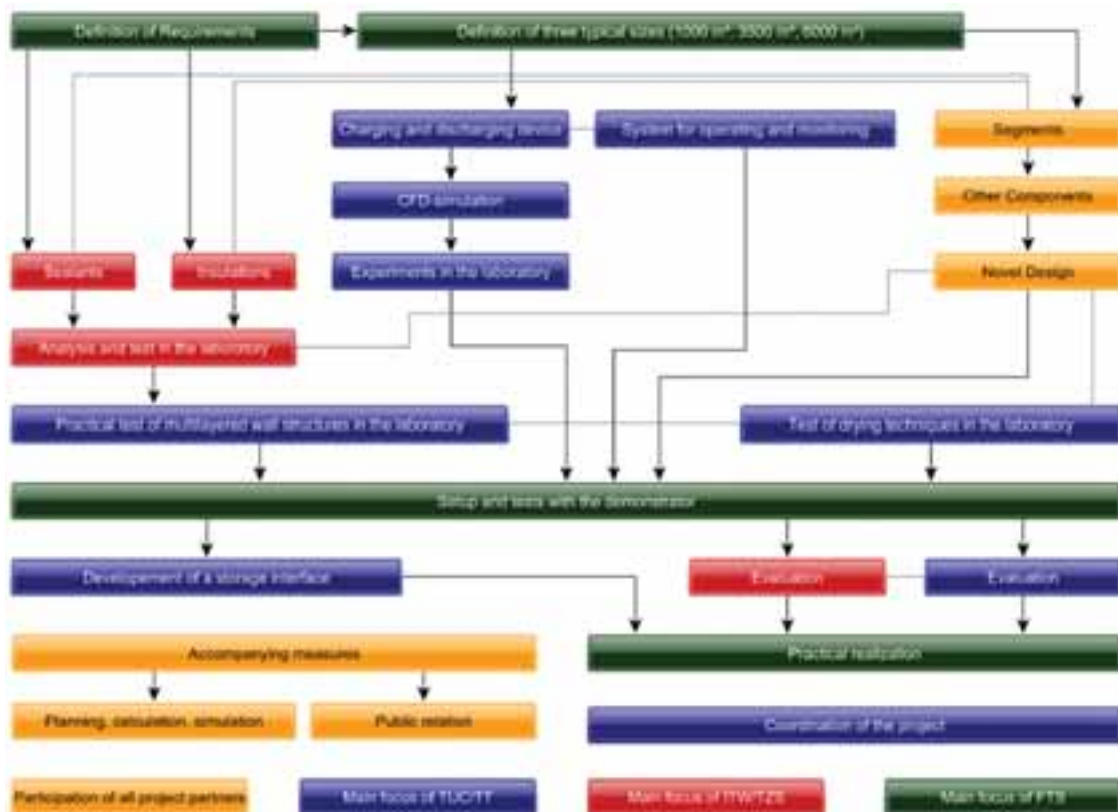 Definition of Requirements
Definition of three typical sizes (1000 m³, 3500 m³, 6000 m³)
Charging and discharging device
System for operating and monitoring
Segments
CFD-simulation
Other Components
Sealants
Insulations
Experiments in the laboratory
Novel Design
Analysis and test in the laboratory
Practical test of multilayered wall structures in the laboratory
Test of drying techniques in the laboratory
Setup and tests with the demonstrator
Developement of a storage interface
Evaluation
Evaluation
Accompanying measures
Practical realization
Planning, calculation, simulation
Public relation
Coordination of the project
Participation of all project partners
Main focus of TUC/TT
Main focus of ITW/TZS
Main focus of